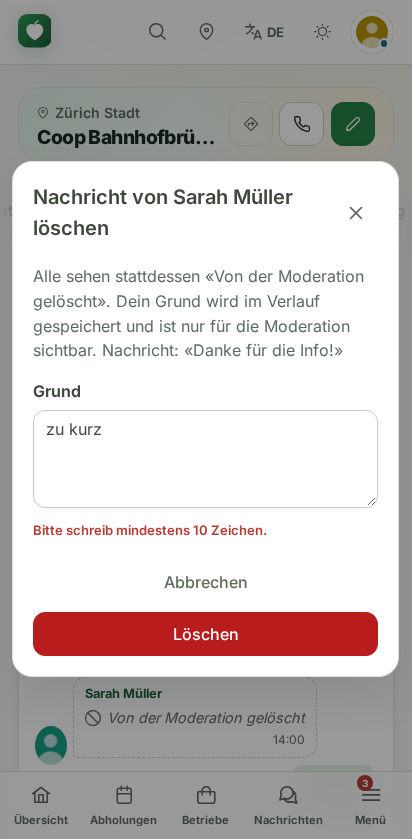 DE
Zürich Stadt
Coop Bahnhofbrü…
Nachricht von Sarah Müller
löschen
Alle sehen stattdessen «Von der Moderation
gelöscht». Dein Grund wird im Verlauf
gespeichert und ist nur für die Moderation
sichtbar. Nachricht: «Danke für die Info!»
Grund
zu kurz
Bitte schreib mindestens 10 Zeichen.
Abbrechen
Löschen
Sarah Müller
Von der Moderation gelöscht
14:00
3
Übersicht
Abholungen
Betriebe
Nachrichten
Menü